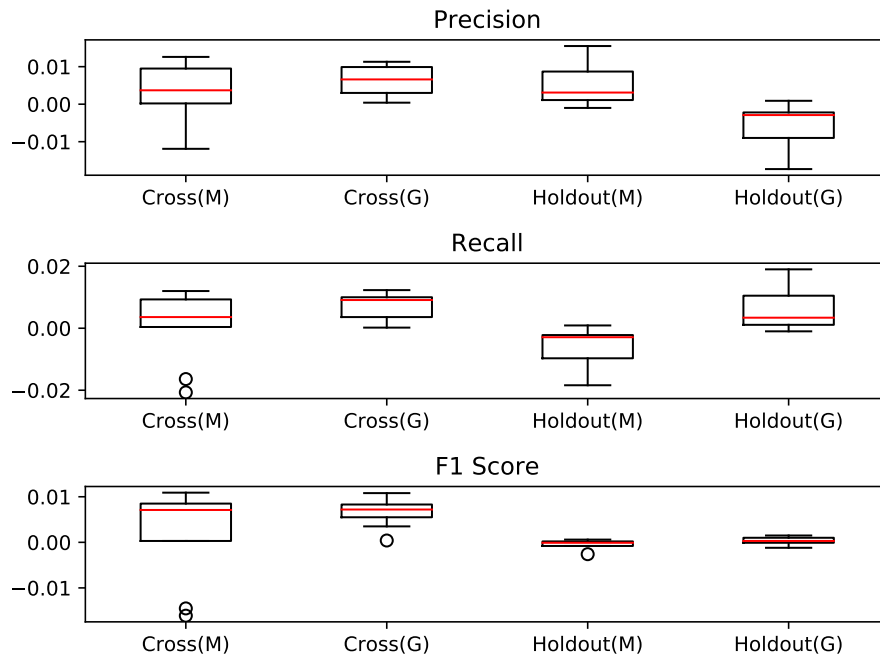 Precision
0.01
0.00
−0.01
Cross(M) Cross(G) Holdout(M) Holdout(G)
Recall
0.02
0.00
−0.02
Cross(M) Cross(G) Holdout(M) Holdout(G)
F1 Score
0.01
0.00
−0.01
Cross(M) Cross(G) Holdout(M) Holdout(G)